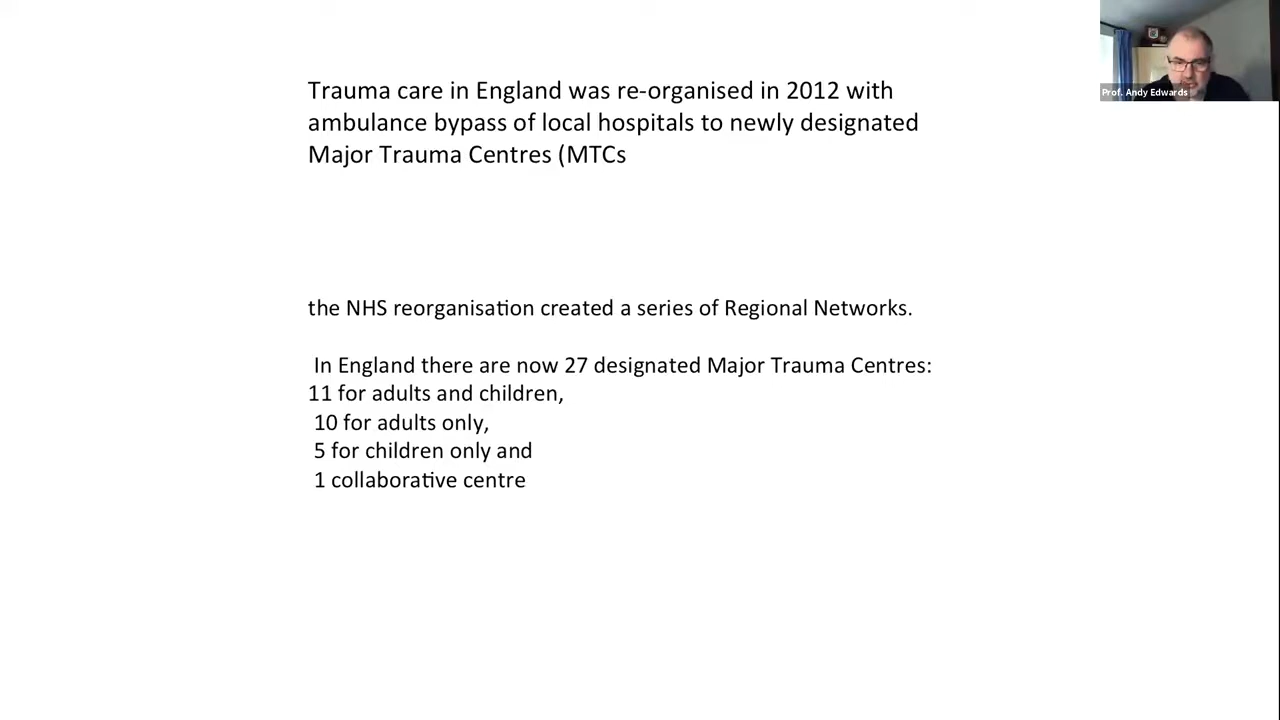 Trauma care in England was re-organised in 2012 with
ambulance bypass of local hospitals to newly designated
Major Trauma Centres (MTCs
the NHS reorganisation created a series of Regional Networks.
In England there are now 27 designated Major Trauma Centres:
11 for adults and children,
10 for adults only,
5 for children only and
1 collaborative centre
Prof. Andy Edwards